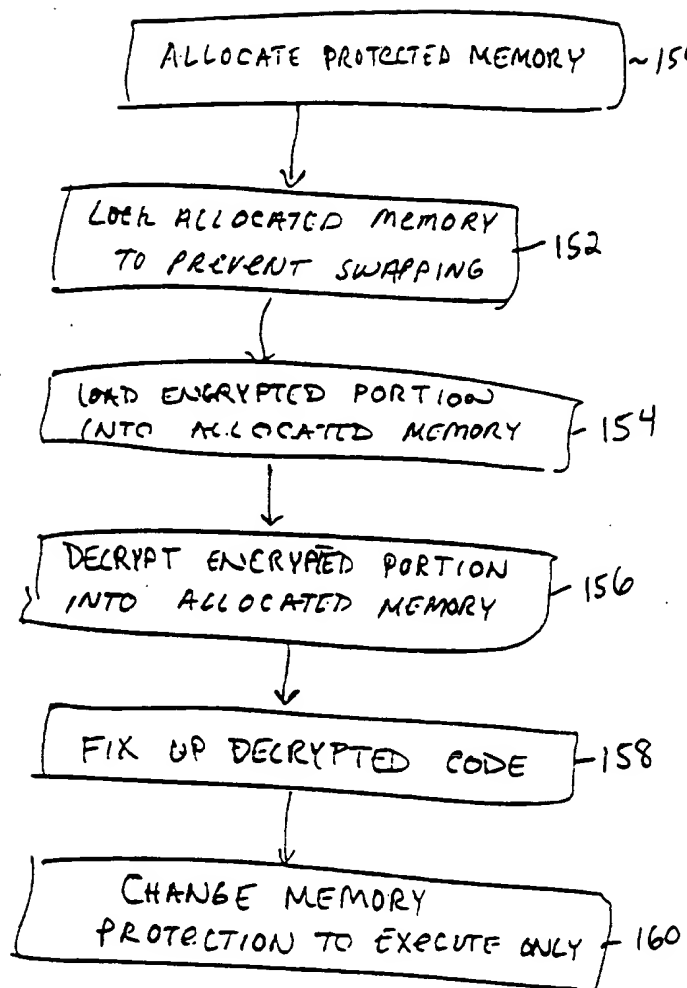 ALLOCATE PROTECTED MEMORY
LOCK ALLOCATED MEMORY
TO PREVENT SWAPPING
152
LOAD ENCRYPTED PORTION
INTO ALLOCATED MEMORY
154
DECRYPT ENCRYPTED PORTION
INTO ALLOCATED MEMORY
156
FIX UP DECRYPTED CODE
158
CHANGE MEMORY
PROTECTION TO EXECUTE ONLY
160